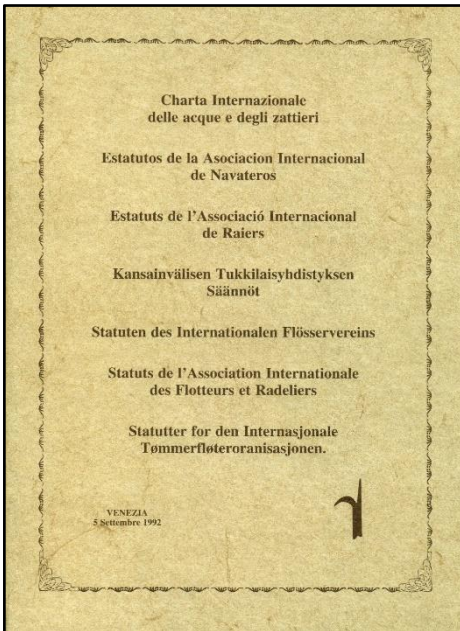 Charta Internazionale
delle acque e degli zattieri
Estatutos de la Asociacion Internacional
de Navateros
Estatuts de l'Associació Internacional
de Raiers
Kansainvälisen Tukkilaisyhdistyksen
Säännöt
Statuten des Internationalen Flösservereins
Statuts de l'Association Internationale
des Flotteurs et Radeliers
Statutter for den Internasjonale
Tømmerfløteroranisasjonen.
VENEZIA
5 Settembre 1992